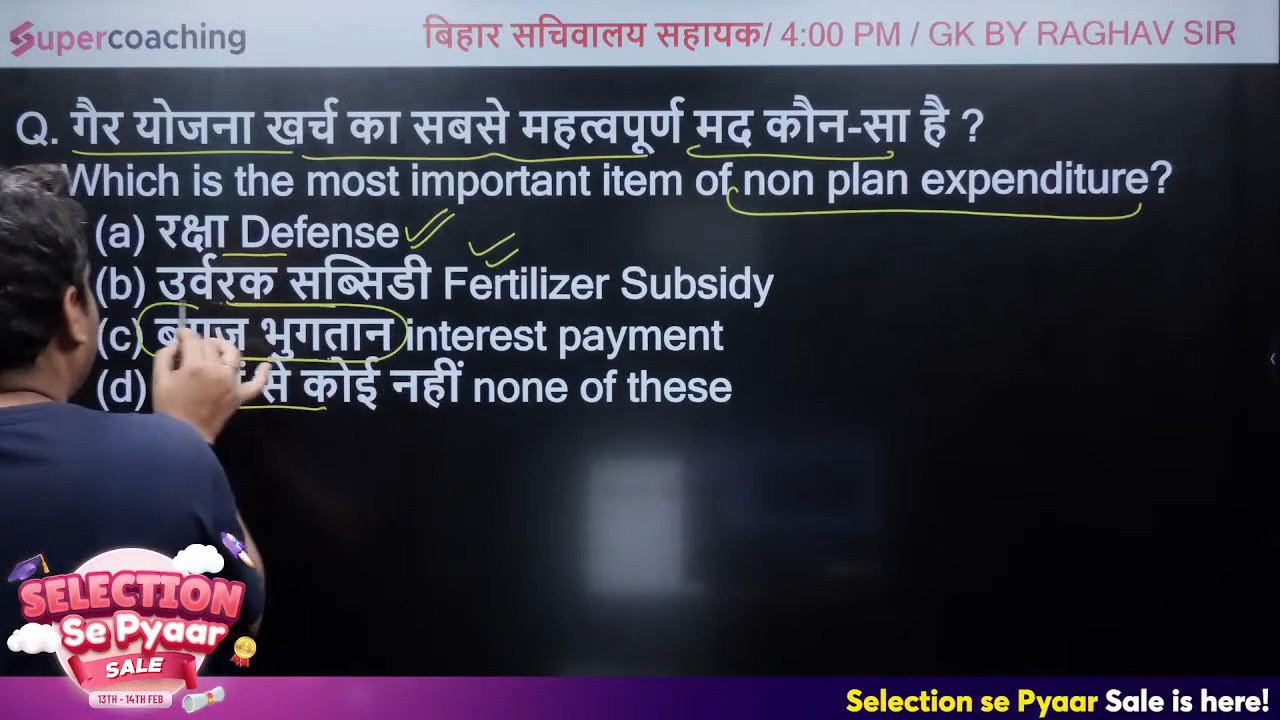 Supercoaching
बिहार सचिवालय सहायक/ 4:00 PM / GK BY RAGHAV SIR
Q. गैर योजना खर्च का सबसे महत्वपूर्ण मद कौन-सा है ?
Which is the most important item of non plan expenditure?
(a) रक्षा Defense
(b) उर्वरक सब्सिडी Fertilizer Subsidy
(c) भुगतान interest payment
(d) से कोई नहीं none of these
SELECTION
Se Pyaar
SALE
13TH - 14TH FEB
Selection se Pyaar Sale is here!